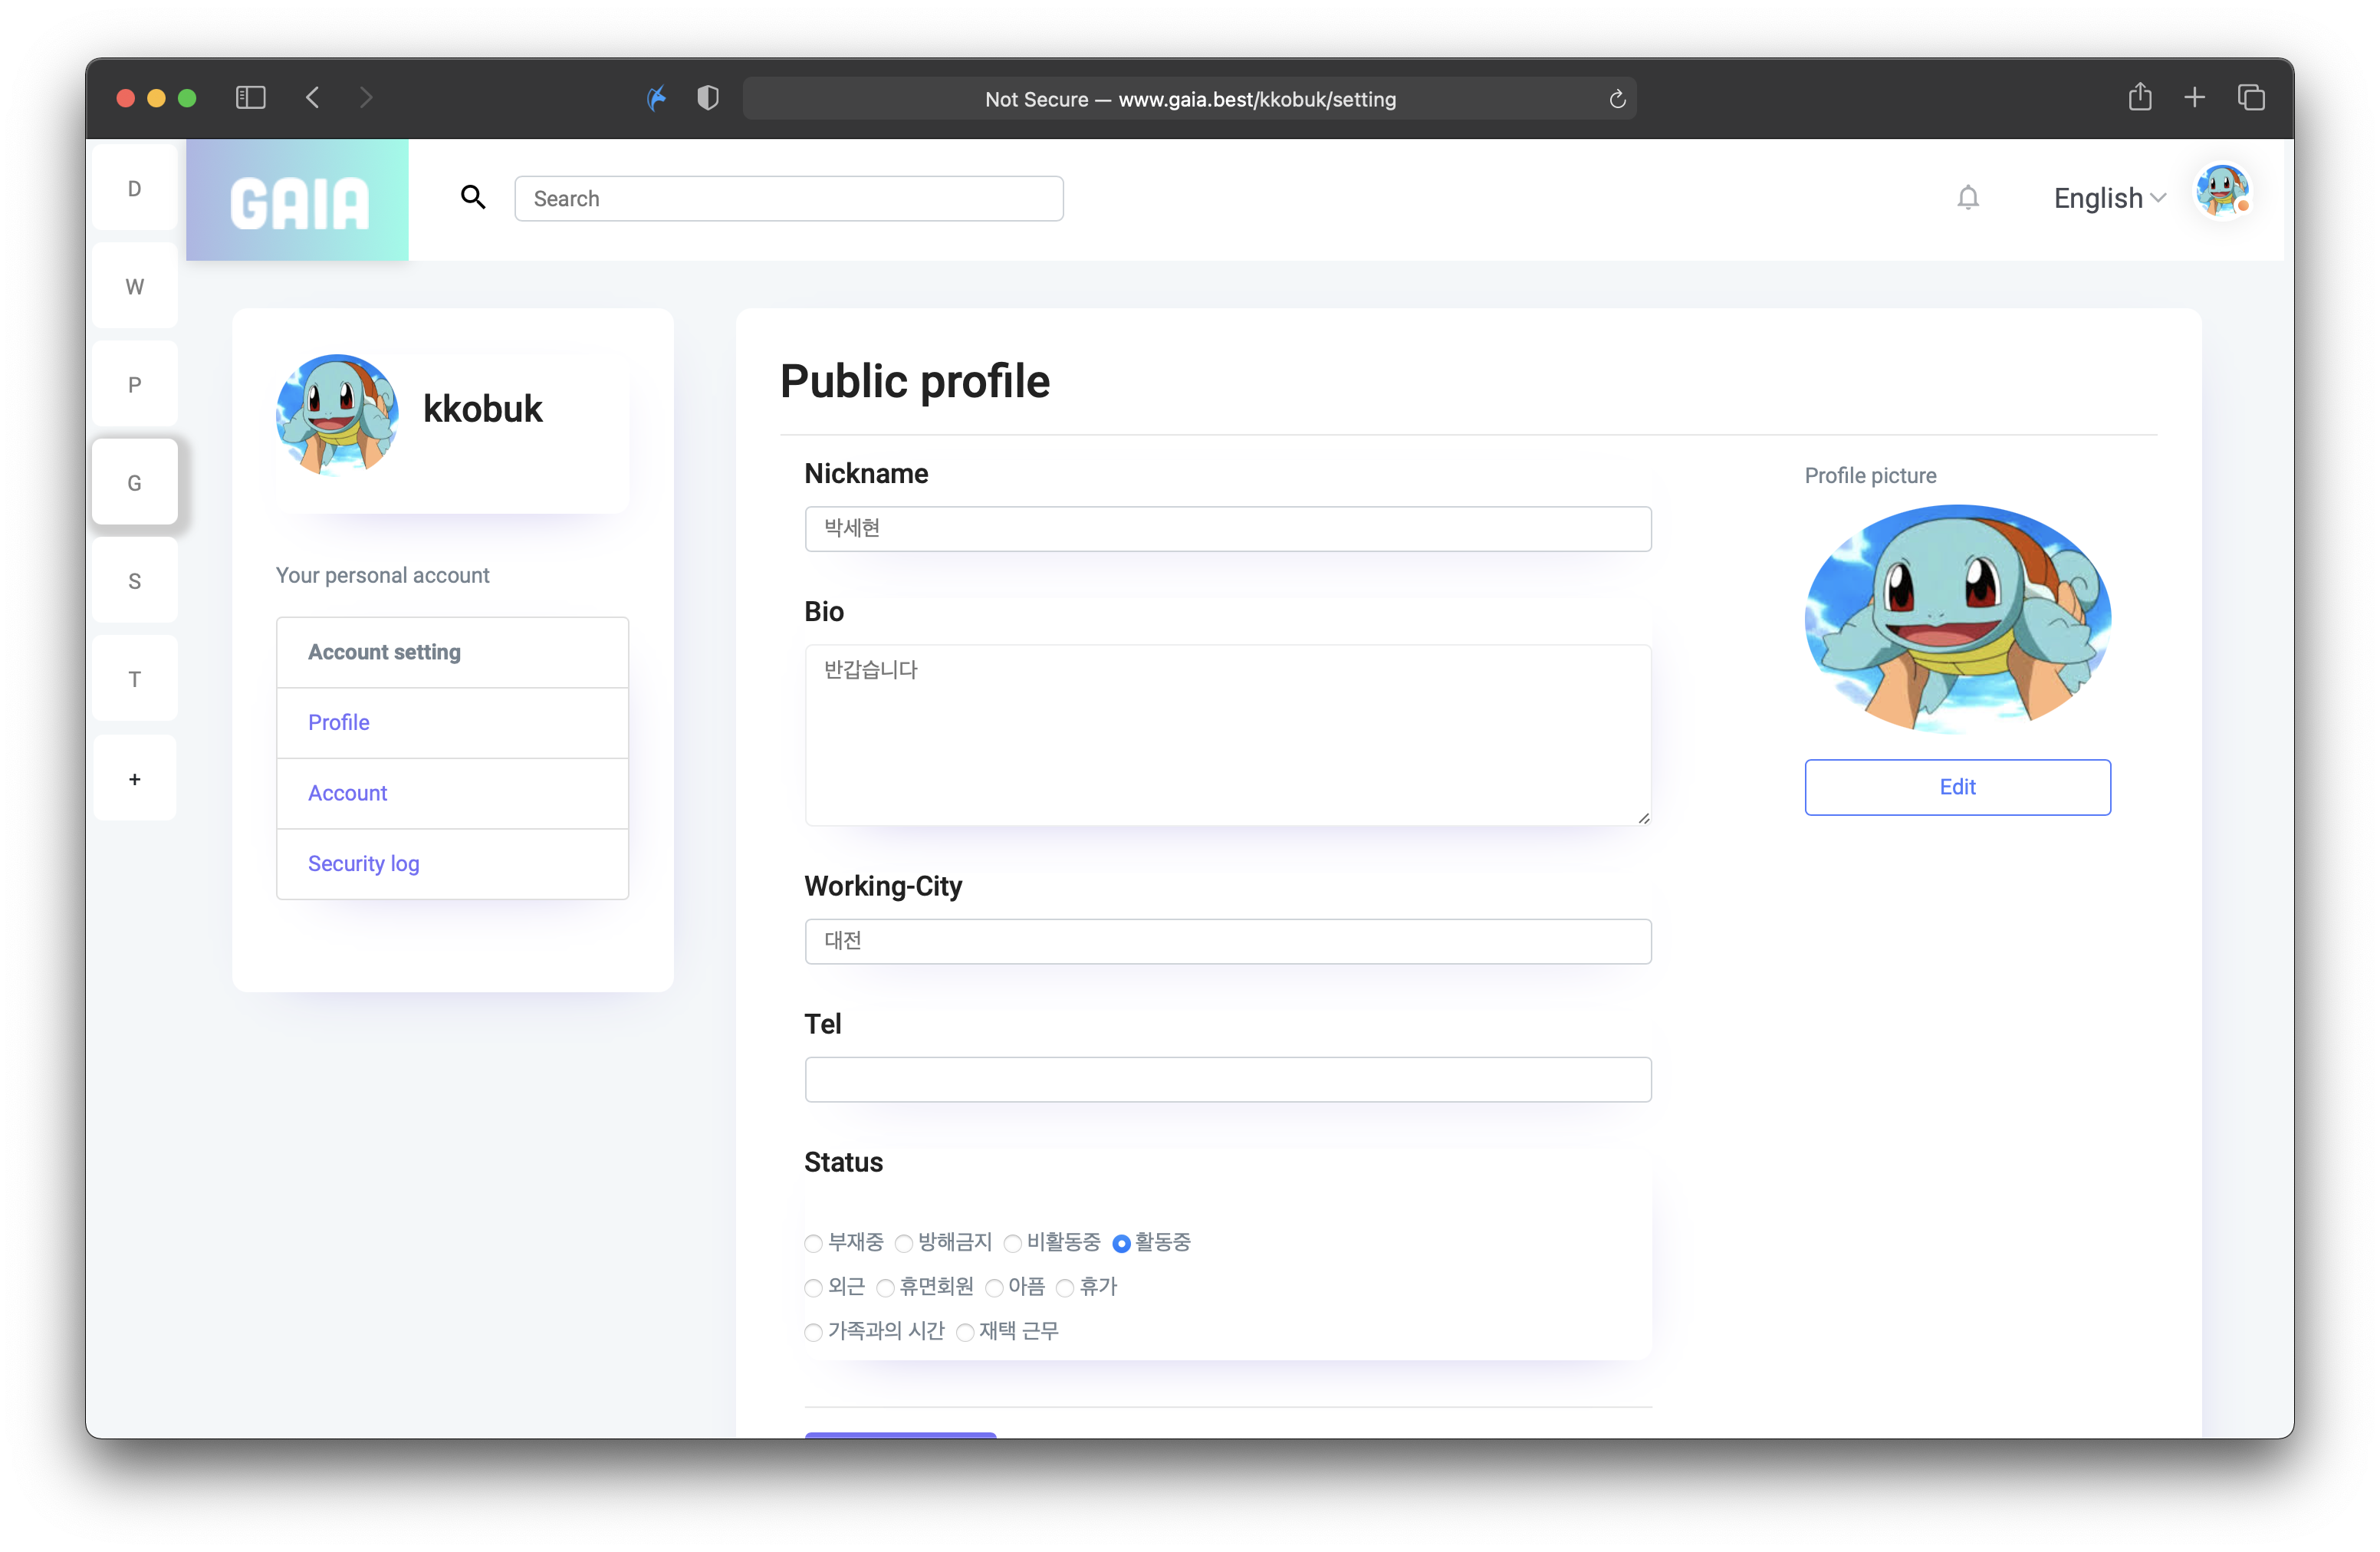 Not Secure — www.gaia.best/kkobuk/setting
D
W
P
G
S
T
+
GAIA
Search
English
kkobuk
Your personal account
Account setting
Profile
Account
Security log
Public profile
Nickname
박세현
Bio
반갑습니다
Working-City
대전
Tel
Status
부재중 방해금지 비활동중 활동중
외근 휴면회원 아픔 휴가
가족과의 시간 재택 근무
Profile picture
Edit